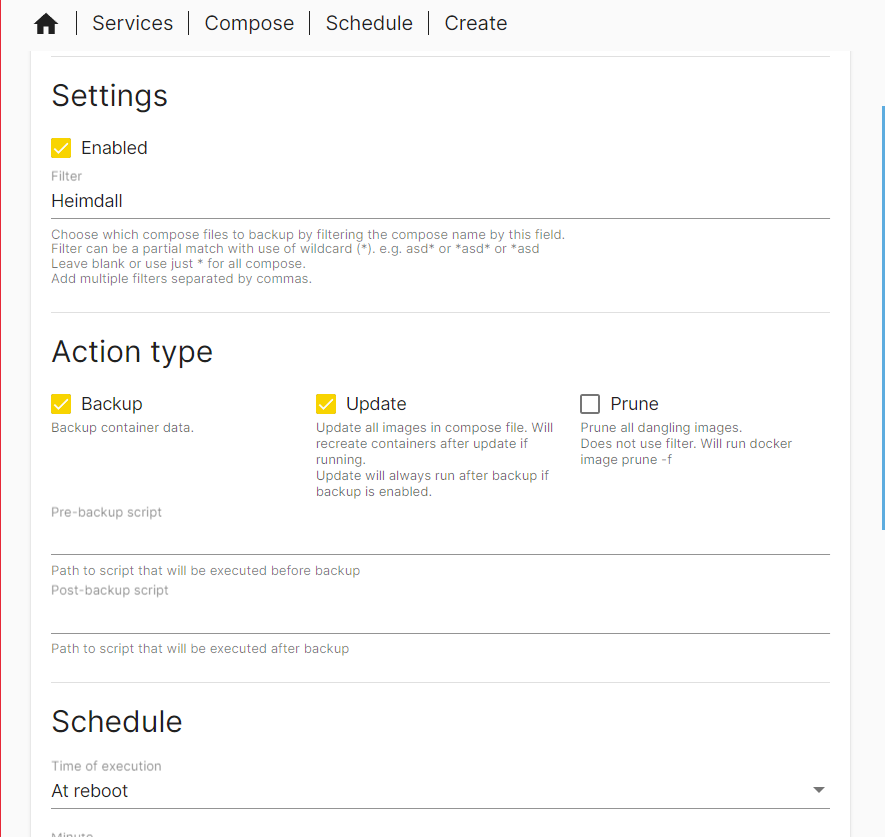 Services | Compose | Schedule | Create
Settings
Enabled
Filter
Heimdall
Choose which compose files to backup by filtering the compose name by this field.
Filter can be a partial match with use of wildcard (*). e.g. asd* or *asd* or *asd
Leave blank or use just * for all compose.
Add multiple filters separated by commas.
Action type
Backup
Backup container data.
Update
Update all images in compose file. Will
recreate containers after update if
running.
Update will always run after backup if
backup is enabled.
Prune
Prune all dangling images.
Does not use filter. Will run docker
image prune -f
Pre-backup script
Path to script that will be executed before backup
Post-backup script
Path to script that will be executed after backup
Schedule
Time of execution
At reboot
Minute